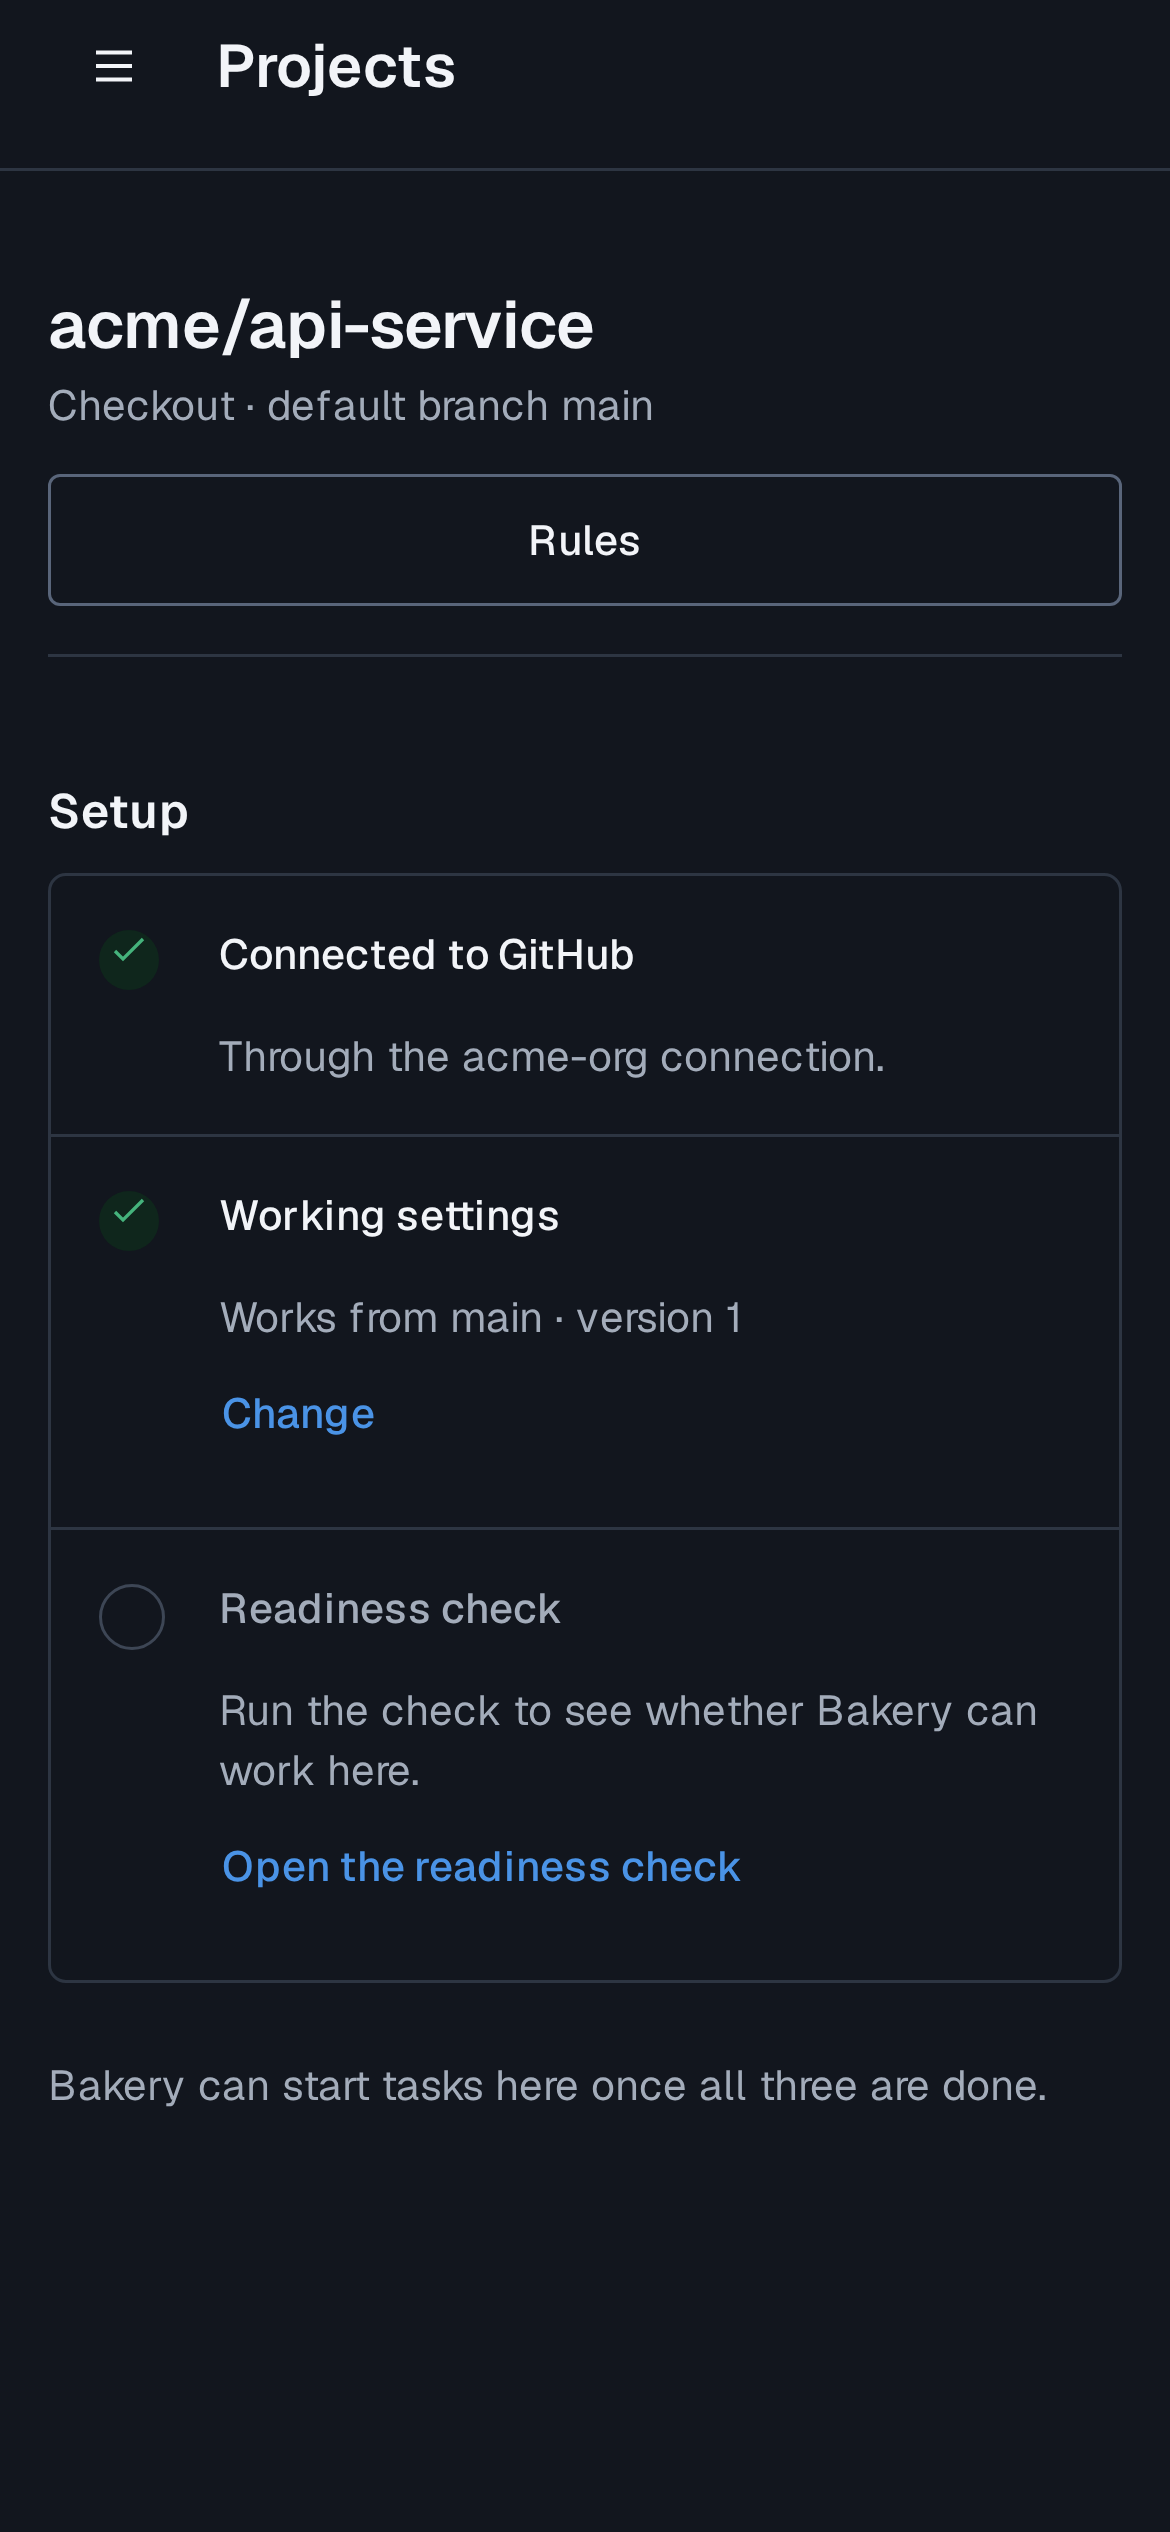 Projects
acme/api-service
Checkout · default branch main
Rules
Setup
Connected to GitHub
Through the acme-org connection.
Working settings
Works from main · version 1
Change
Readiness check
Run the check to see whether Bakery can
work here.
Open the readiness check
Bakery can start tasks here once all three are done.